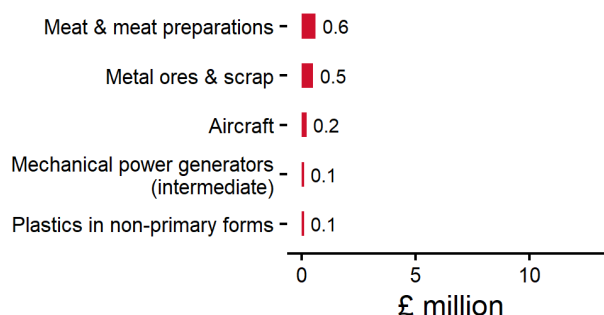 Meat & meat preparations 0.6
Metal ores & scrap 0.5
Aircraft 0.2
Mechanical power generators
(intermediate) 0.1
Plastics in non-primary forms 0.1
0 5 10
£ million